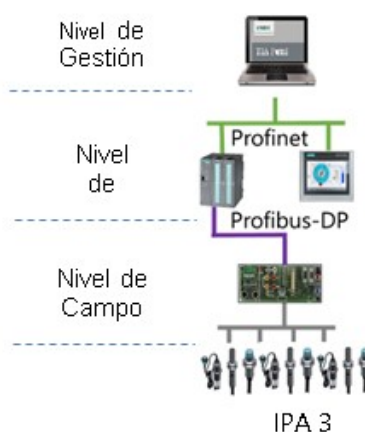 Nivel de
Gestión
Profinet
Nivel
de
Profibus-DP
Nivel de
Campo
IPA 3